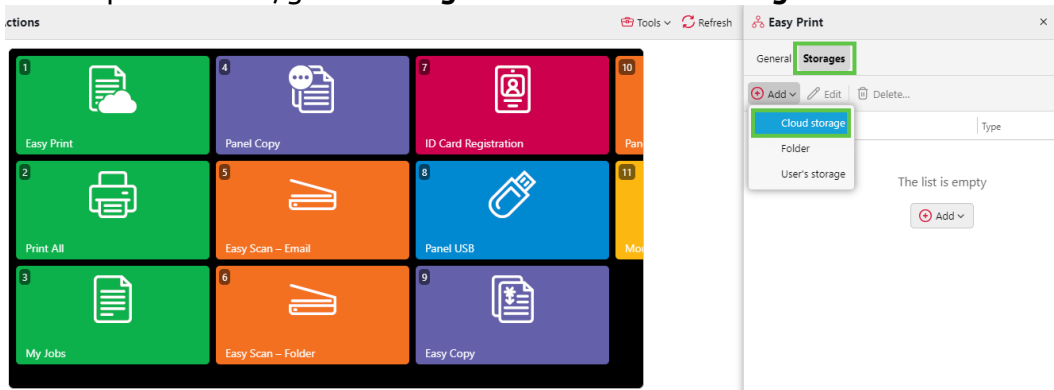 Actions
Tools
Refresh
Easy Print
General
Storages
Add
Edit
Delete...
Cloud storage
Folder
User's storage
Type
The list is empty
Add
1
Easy Print
4
Panel Copy
7
ID Card Registration
10
2
Print All
5
Easy Scan – Email
8
Panel USB
11
3
My Jobs
6
Easy Scan – Folder
9
Easy Copy